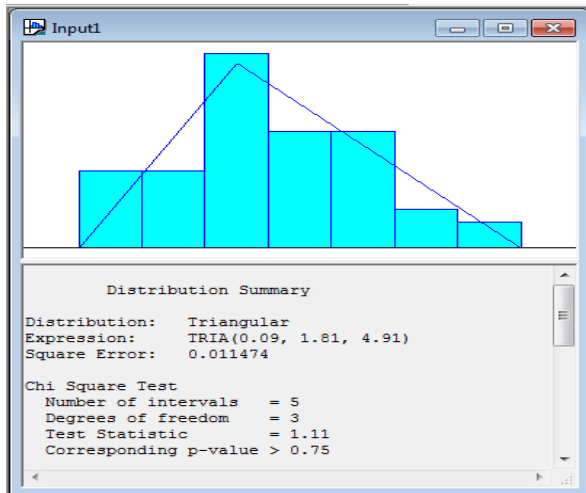 Input1
Distribution Summary
Distribution:    Triangular
Expression:      TRIA(0.09, 1.81, 4.91)
Square Error:    0.011474
Chi Square Test
  Number of intervals    = 5
  Degrees of freedom     = 3
  Test Statistic         = 1.11
  Corresponding p-value > 0.75